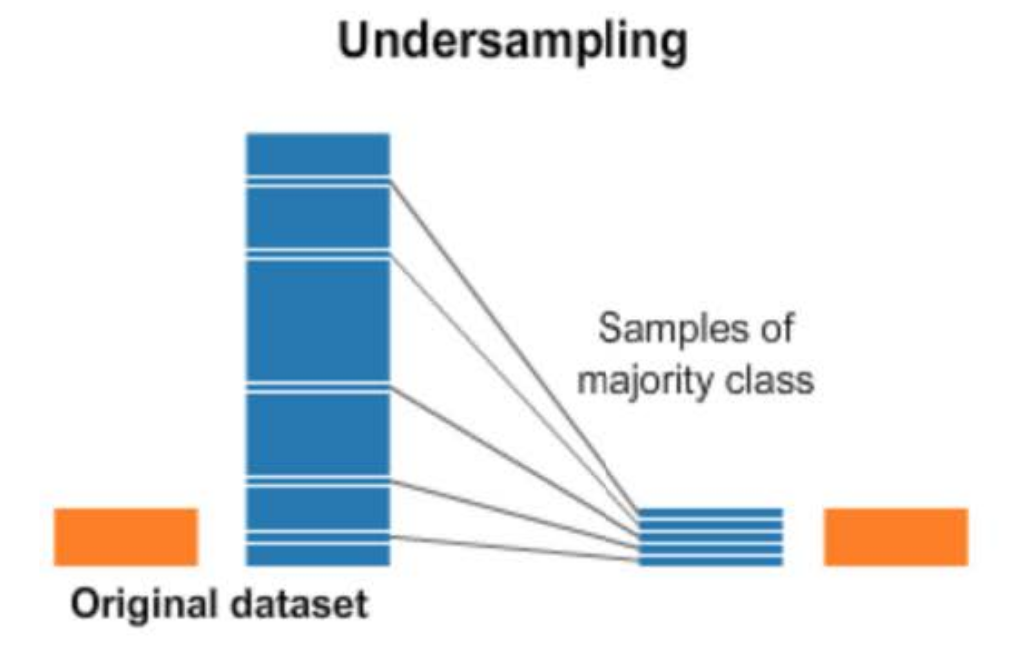 Undersampling
Samples of
majority class
Original dataset